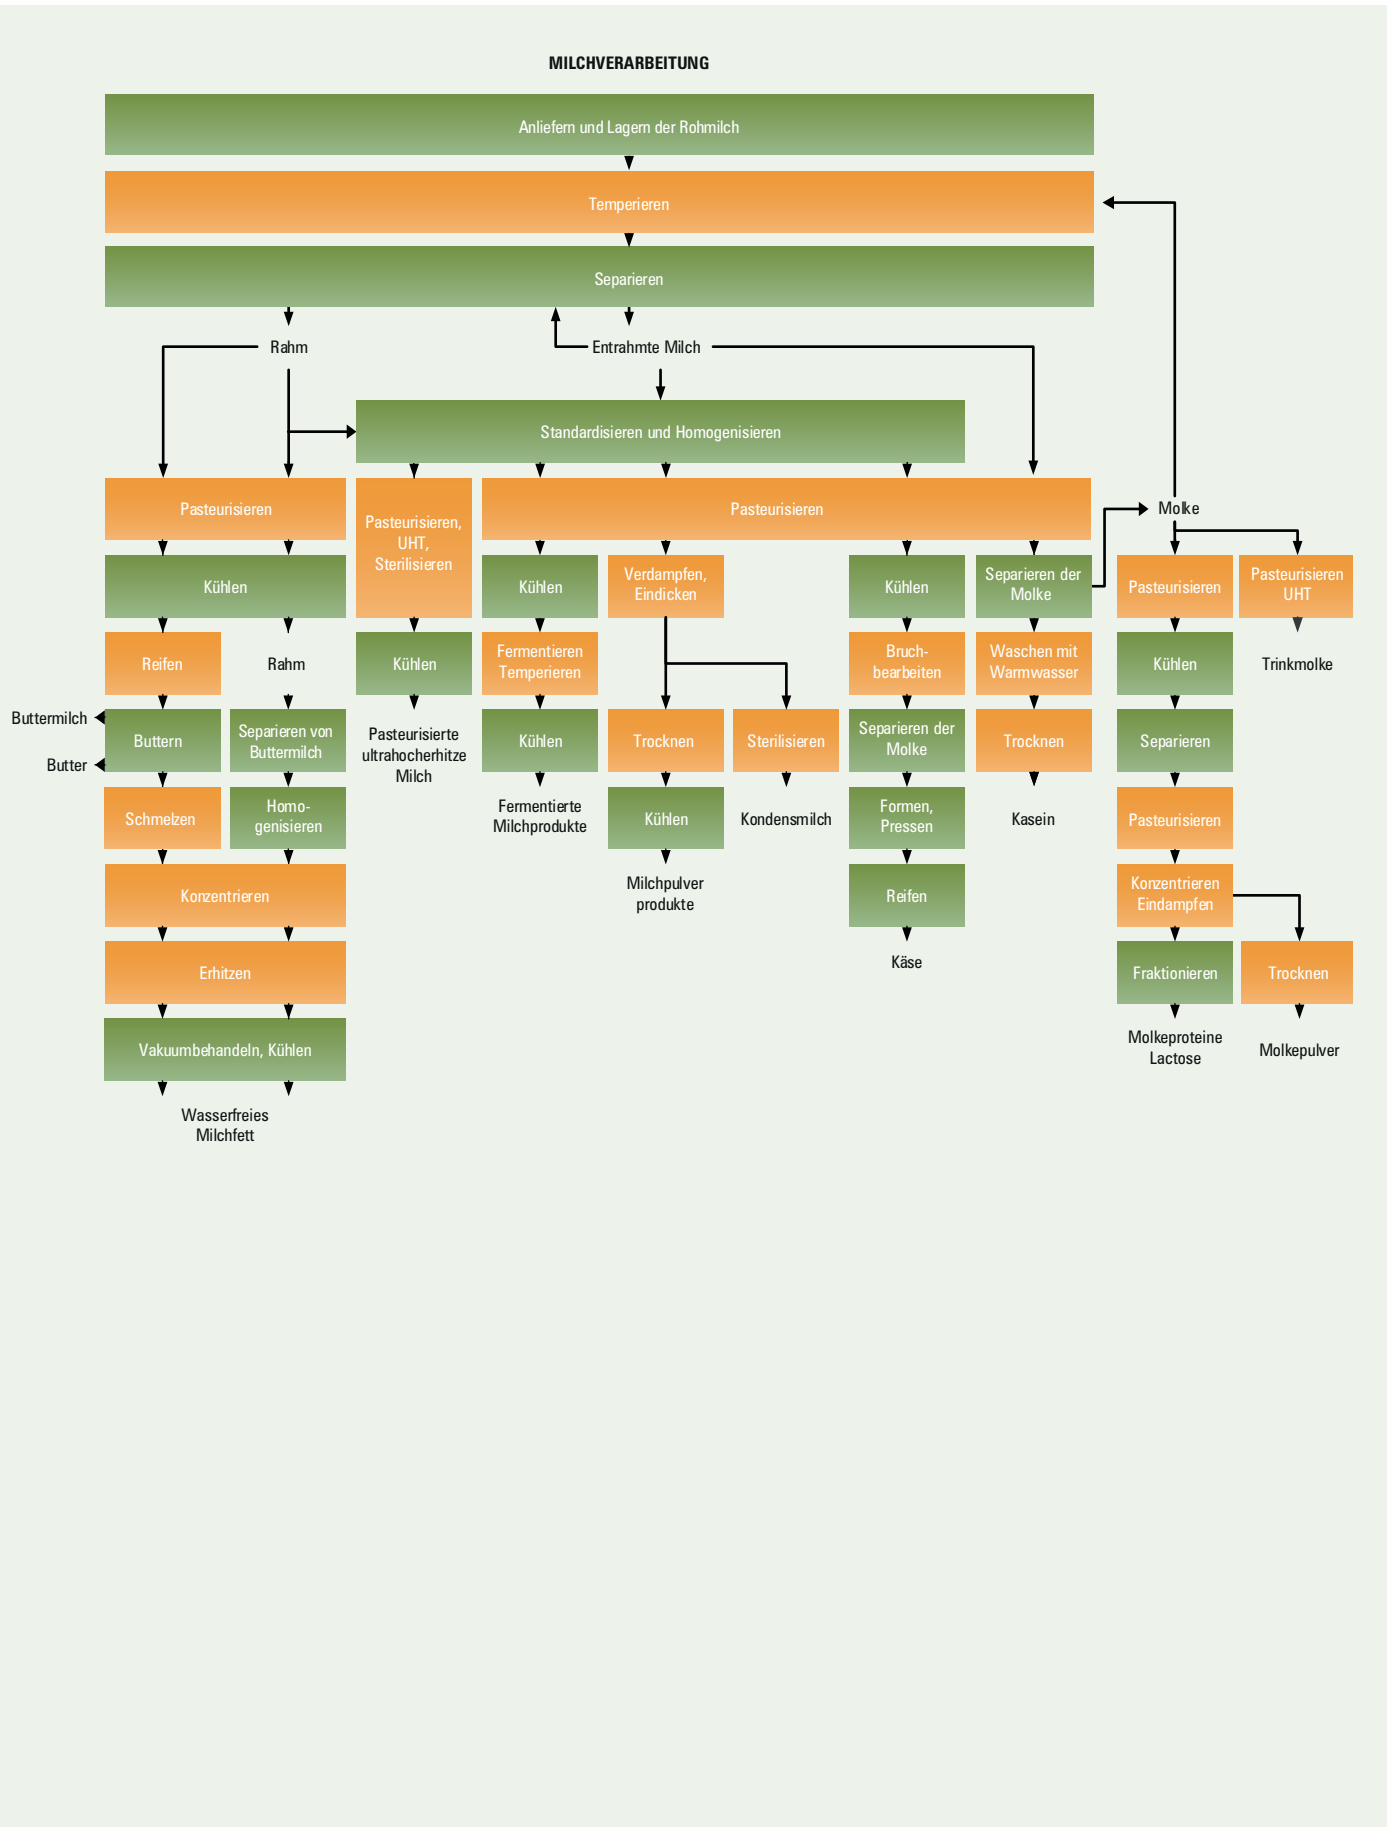 MILCHVERARBEITUNG
Anliefern und Lagern der Rohmilch
Temperieren
Separieren
Rahm
Entrahmte Milch
Standardisieren und Homogenisieren
Pasteurisieren
Pasteurisieren,
UHT,
Sterilisieren
Pasteurisieren
Molke
Kühlen
Kühlen
Verdampfen,
Eindicken
Kühlen
Separieren der
Molke
Pasteurisieren
Pasteurisieren
UHT
Reifen
Rahm
Kühlen
Fermentieren
Temperieren
Bruch-
bearbeiten
Waschen mit
Warmwasser
Kühlen
Trinkmolke
Buttermilch
Butter
Buttern
Separieren von
Buttermilch
Pasteurisierte
ultrahocherhitze
Milch
Kühlen
Trocknen
Sterilisieren
Separieren der
Molke
Trocknen
Separieren
Schmelzen
Homo-
genisieren
Fermentierte
Milchprodukte
Kühlen
Kondensmilch
Formen,
Pressen
Kasein
Pasteurisieren
Konzentrieren
Milchpulver
produkte
Reifen
Konzentrieren
Eindampfen
Erhitzen
Käse
Fraktionieren
Trocknen
Vakuumbehandeln, Kühlen
Molkeproteine
Lactose
Molkepulver
Wasserfreies
Milchfett